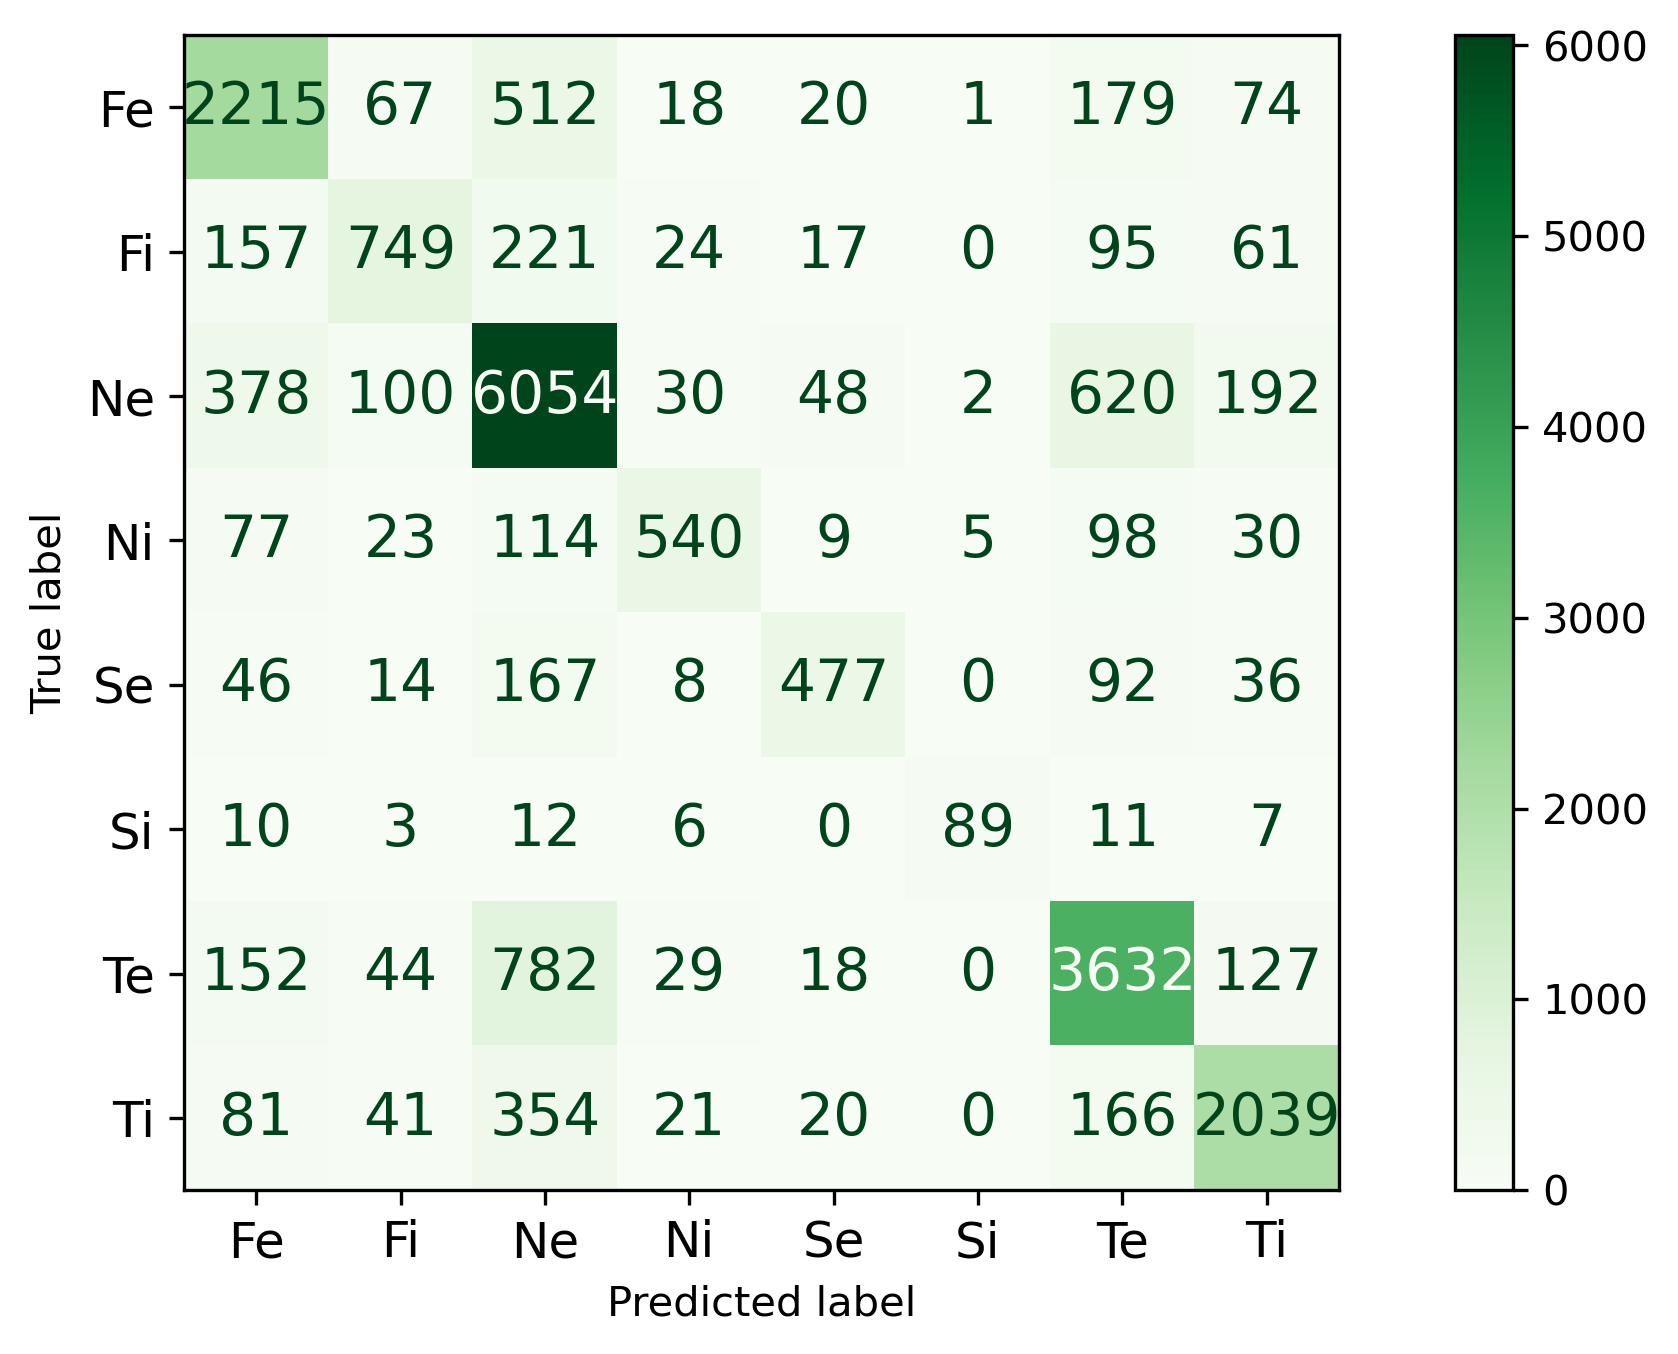 Fe 2215 67 512 18 20 1 179 74
Fi 157 749 221 24 17 0 95 61
Ne 378 100 6054 30 48 2 620 192
Ni 77 23 114 540 9 5 98 30
Se 46 14 167 8 477 0 92 36
Si 10 3 12 6 0 89 11 7
Te 152 44 782 29 18 0 3632 127
Ti 81 41 354 21 20 0 166 2039
Fe Fi Ne Ni Se Si Te Ti
Predicted label
True label
6000
5000
4000
3000
2000
1000
0